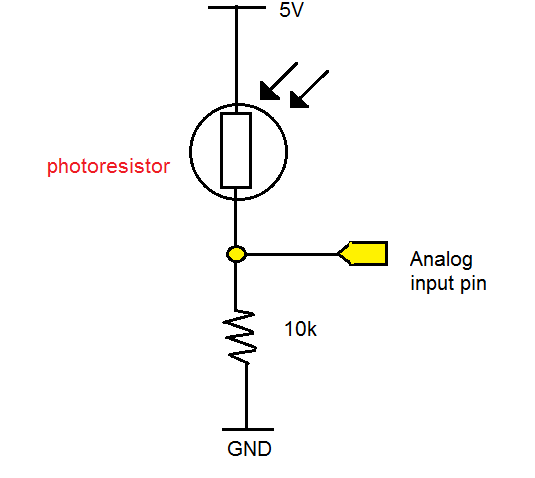 5V
photoresistor
Analog
input pin
10k
GND